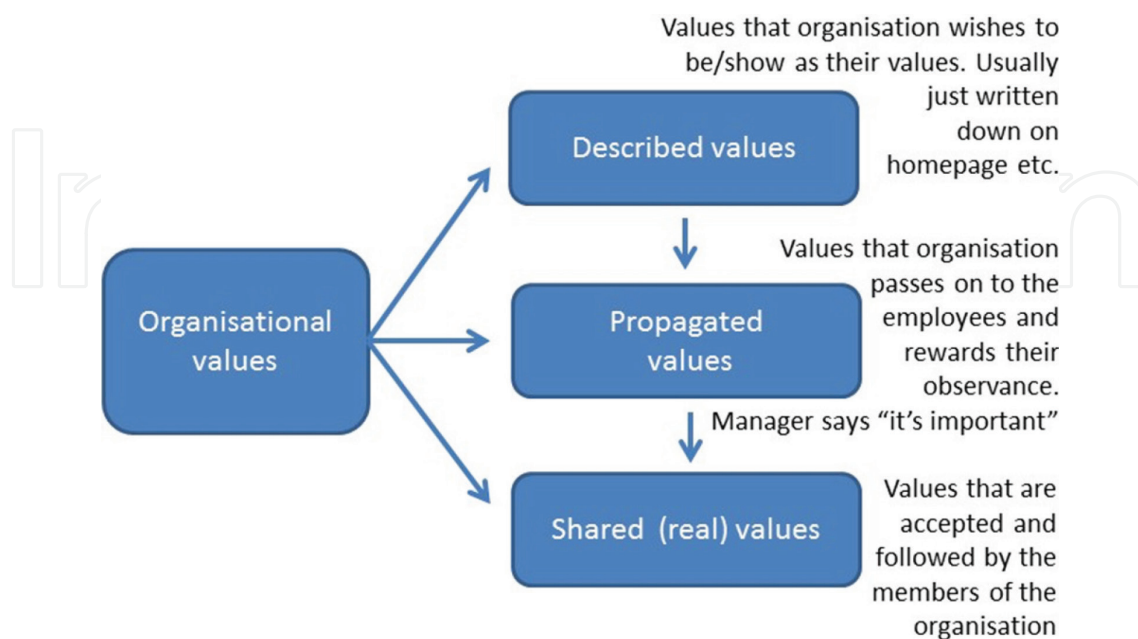 Values that organisation wishes to
be/show as their values. Usually
just written
down on
homepage etc.
Described values
Values that organisation
passes on to the
employees and
rewards their
observance.
Manager says “it’s important”
Organisational
values
Propagated
values
Shared (real) values
Values that are
accepted and
followed by the
members of the
organisation